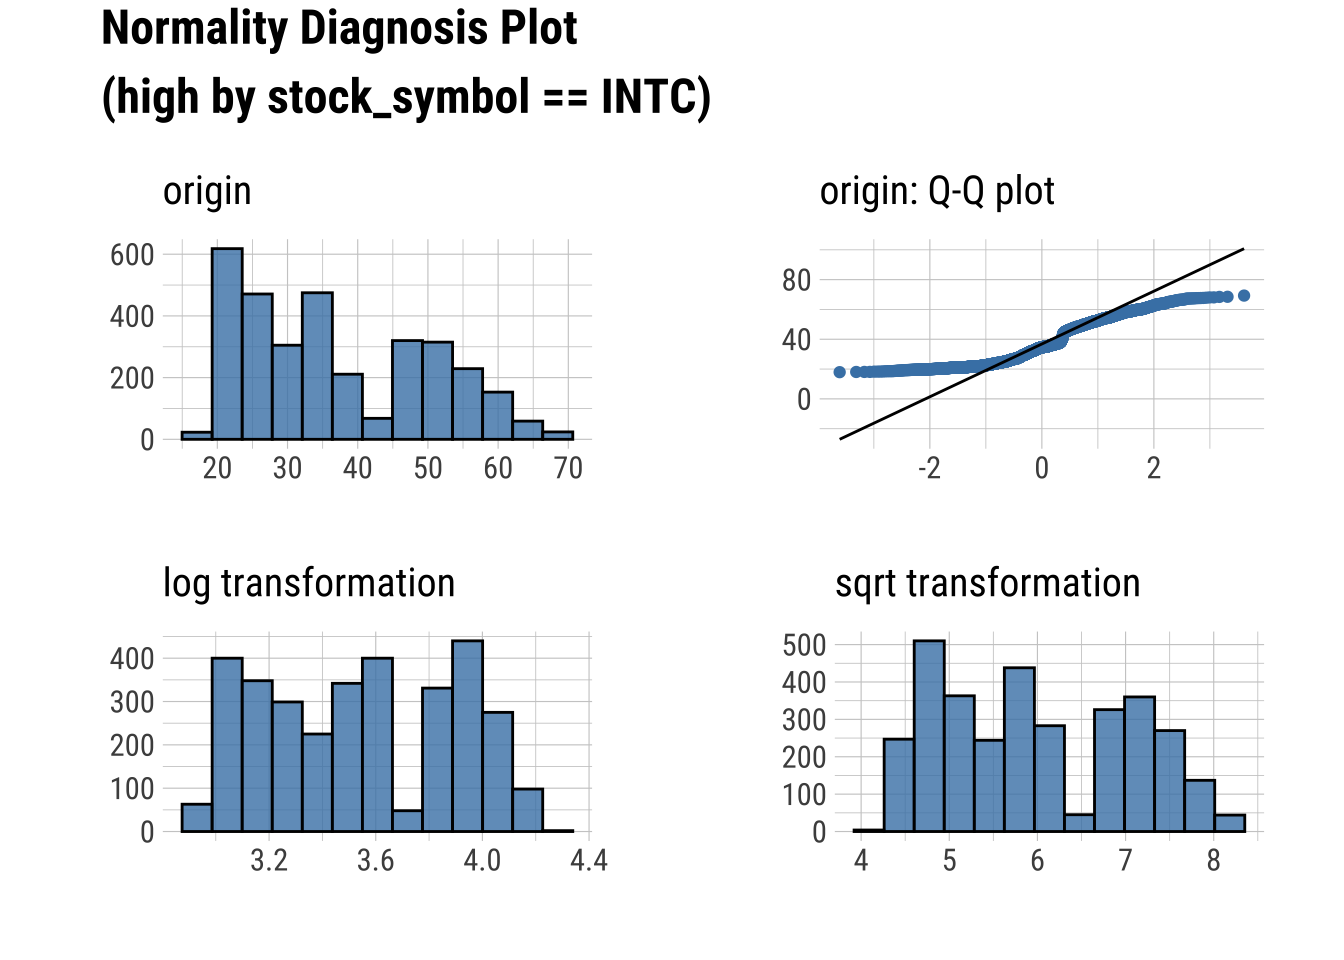 Normality Diagnosis Plot
(high by stock_symbol == INTC)
origin
600
400
200
0
20 30 40 50 60 70
origin: Q-Q plot
80
40
0
-2 0 2
log transformation
400
300
200
100
0
3.2 3.6 4.0 4.4
sqrt transformation
500
400
300
200
100
0
4 5 6 7 8